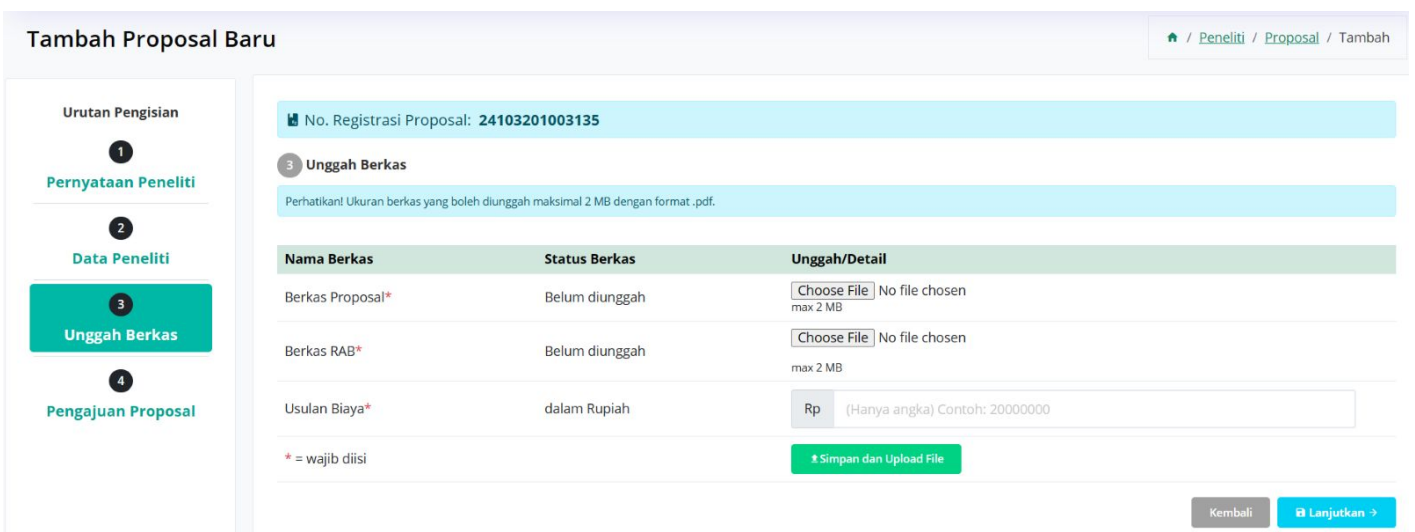 Tambah Proposal Baru
/ Peneliti / Proposal / Tambah
Urutan Pengisian
1
Pernyataan Peneliti
2
Data Peneliti
3
Unggah Berkas
4
Pengajuan Proposal
No. Registrasi Proposal: 24103201003135
3 Unggah Berkas
Perhatikan! Ukuran berkas yang boleh diunggah maksimal 2 MB dengan format .pdf.
Nama Berkas Status Berkas Unggah/Detail
Berkas Proposal* Belum diunggah Choose File No file chosen
max 2 MB
Berkas RAB* Belum diunggah Choose File No file chosen
max 2 MB
Usulan Biaya* dalam Rupiah Rp (Hanya angka) Contoh: 20000000
* = wajib diisi Simpan dan Upload File
Kembali Lanjutkan →